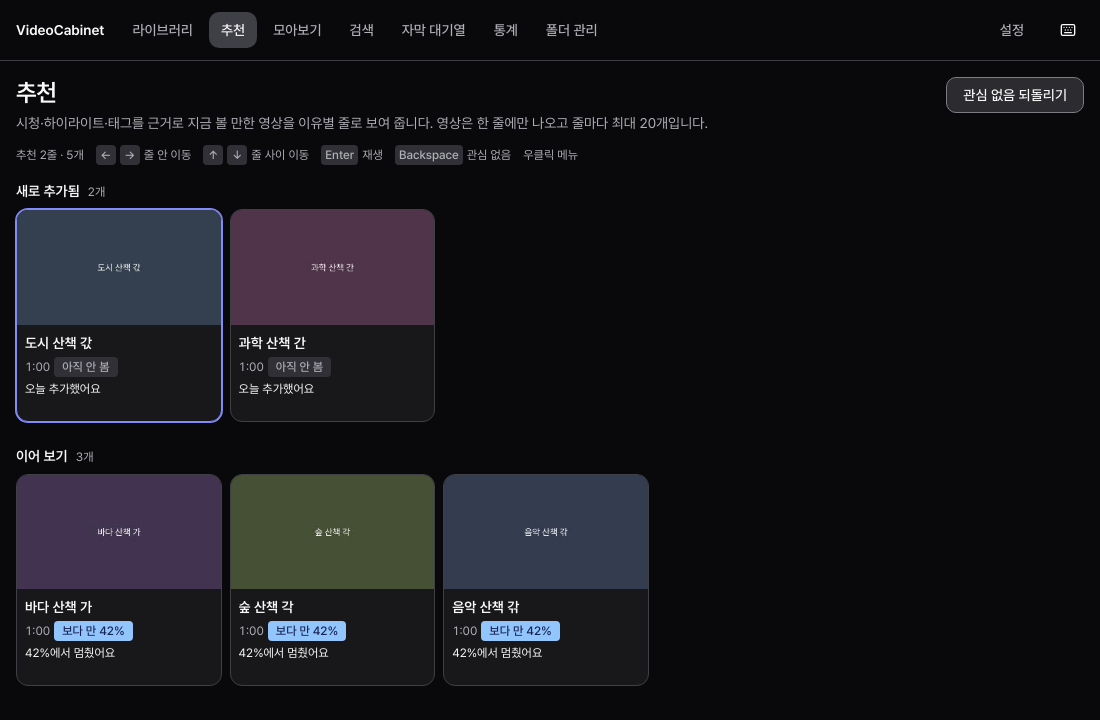 VideoCabinet 라이브러리 추천 모아보기 검색 자막 대기열 통계 폴더 관리 설정
추천
관심 없음 되돌리기
시청·하이라이트·태그를 근거로 지금 볼 만한 영상을 이유별 줄로 보여 줍니다. 영상은 한 줄에만 나오고 줄마다 최대 20개입니다.
추천 2줄 · 5개 ← → 줄 안 이동 ↑ ↓ 줄 사이 이동 Enter 재생 Backspace 관심 없음 우클릭 메뉴
새로 추가됨 2개
도시 산책 갃
과학 산책 간
도시 산책 갃
과학 산책 간
1:00 아직 안 봄
1:00 아직 안 봄
오늘 추가했어요
오늘 추가했어요
이어 보기 3개
바다 산책 가
숲 산책 각
음악 산책 갂
바다 산책 가
숲 산책 각
음악 산책 갂
1:00 보다 만 42%
1:00 보다 만 42%
1:00 보다 만 42%
42%에서 멈췄어요
42%에서 멈췄어요
42%에서 멈췄어요